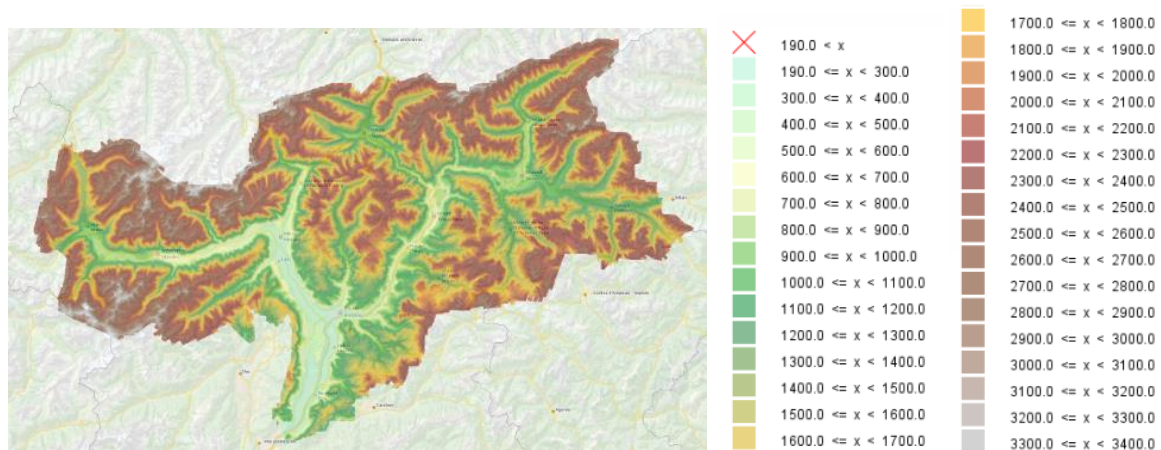 190.0 < x
190.0 <= x < 300.0
300.0 <= x < 400.0
400.0 <= x < 500.0
500.0 <= x < 600.0
600.0 <= x < 700.0
700.0 <= x < 800.0
800.0 <= x < 900.0
900.0 <= x < 1000.0
1000.0 <= x < 1100.0
1100.0 <= x < 1200.0
1200.0 <= x < 1300.0
1300.0 <= x < 1400.0
1400.0 <= x < 1500.0
1500.0 <= x < 1600.0
1600.0 <= x < 1700.0
1700.0 <= x < 1800.0
1800.0 <= x < 1900.0
1900.0 <= x < 2000.0
2000.0 <= x < 2100.0
2100.0 <= x < 2200.0
2200.0 <= x < 2300.0
2300.0 <= x < 2400.0
2400.0 <= x < 2500.0
2500.0 <= x < 2600.0
2600.0 <= x < 2700.0
2700.0 <= x < 2800.0
2800.0 <= x < 2900.0
2900.0 <= x < 3000.0
3000.0 <= x < 3100.0
3100.0 <= x < 3200.0
3200.0 <= x < 3300.0
3300.0 <= x < 3400.0